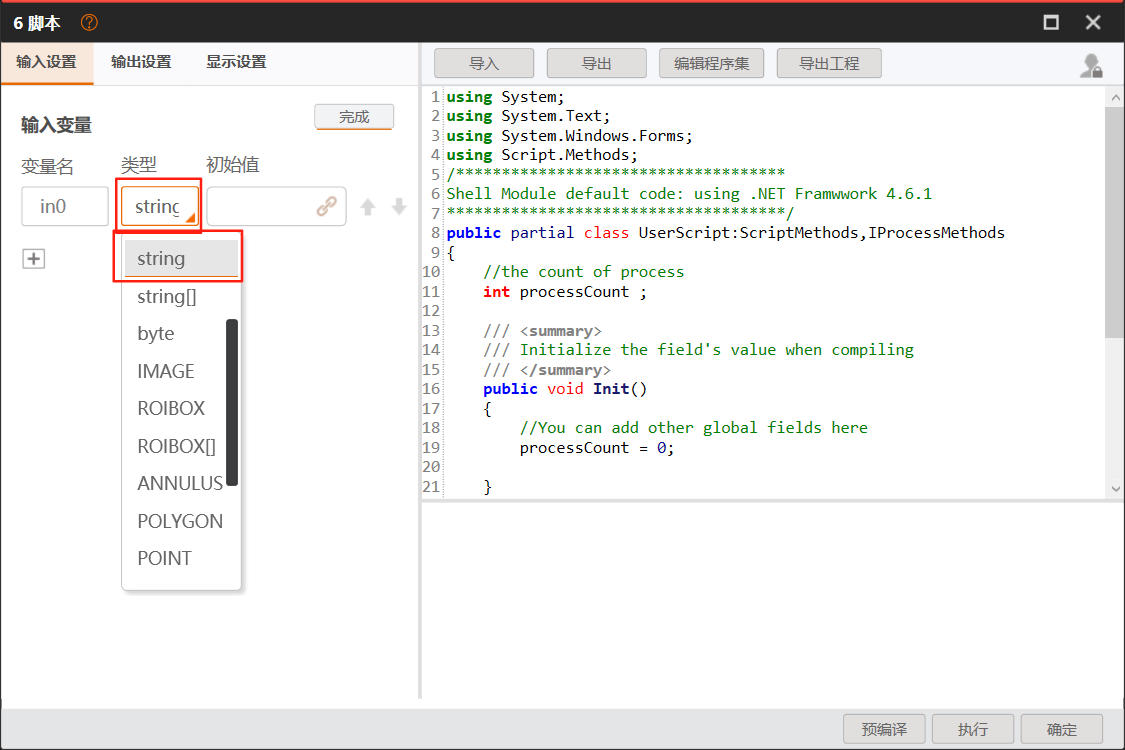 6 脚本
输入设置 输出设置 显示设置
导入 导出 编辑程序集 导出工程
输入变量 完成
变量名 类型 初始值
in0 string
string
string[]
byte
IMAGE
ROIBOX
ROIBOX[]
ANNULUS
POLYGON
POINT
1 using System;
2 using System.Text;
3 using System.Windows.Forms;
4 using Script.Methods;
5 /************************************
6 Shell Module default code: using .NET Framwwork 4.6.1
7 *************************************/
8 public partial class UserScript:ScriptMethods,IProcessMethods
9 {
10 //the count of process
11 int processCount ;
12
13 /// <summary>
14 /// Initialize the field's value when compiling
15 /// </summary>
16 public void Init()
17 {
18 //You can add other global fields here
19 processCount = 0;
20
21 }
预编译 执行 确定